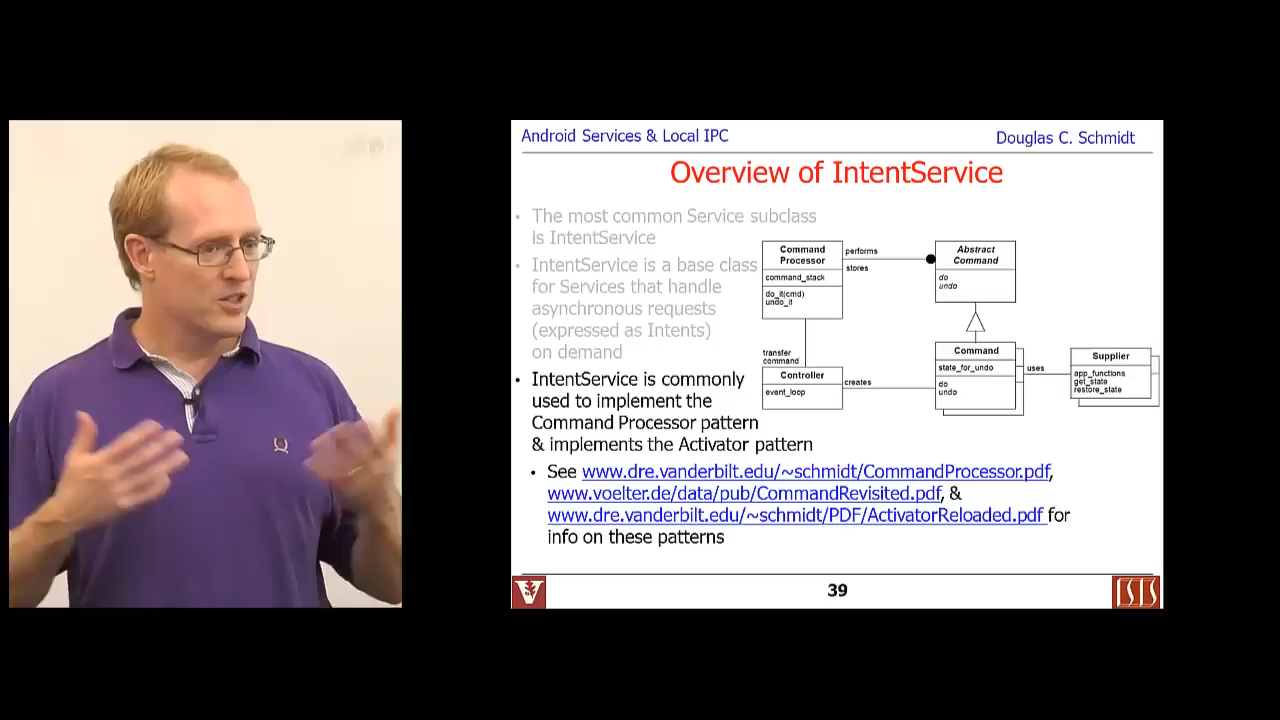 Android Services & Local IPC
Douglas C. Schmidt
Overview of IntentService
• The most common Service subclass
is IntentService
• IntentService is a base class
for Services that handle
asynchronous requests
(expressed as Intents)
on demand
• IntentService is commonly
used to implement the
Command Processor pattern
& implements the Activator pattern
• See www.dre.vanderbilt.edu/~schmidt/CommandProcessor.pdf,
www.voelter.de/data/pub/CommandRevisited.pdf, &
www.dre.vanderbilt.edu/~schmidt/PDF/ActivatorReloaded.pdf for
info on these patterns
Command
Processor
command_stack
do_it(cmd)
undo_it
performs
stores
Abstract
Command
do
undo
transfer
command
Controller
event_loop
creates
Command
state_for_undo
do
undo
uses
Supplier
app_functions
get_state
restore_state
V
39
ISIS